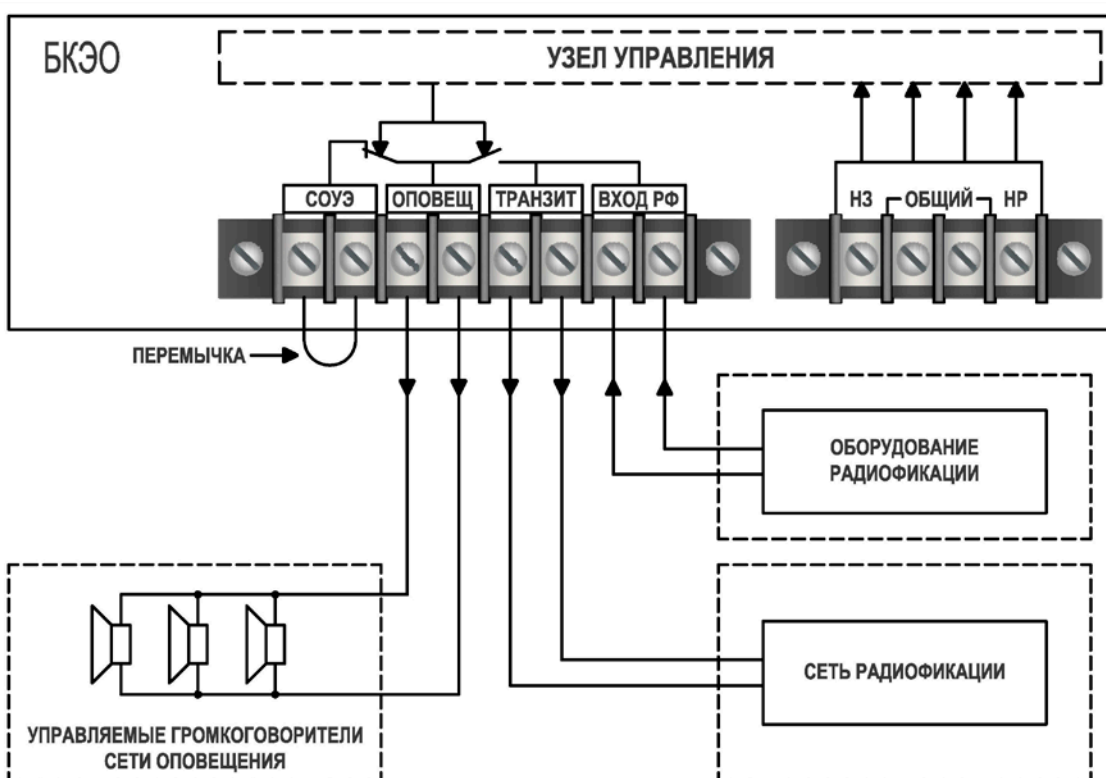 БКЭО
УЗЕЛ УПРАВЛЕНИЯ
СОУЭ ОПОВЕЩ ТРАНЗИТ ВХОД РФ
НЗ ОБЩИЙ НР
ПЕРЕМЫЧКА
ОБОРУДОВАНИЕ
РАДИОФИКАЦИИ
СЕТЬ РАДИОФИКАЦИИ
УПРАВЛЯЕМЫЕ ГРОМКОГОВОРИТЕЛИ
СЕТИ ОПОВЕЩЕНИЯ